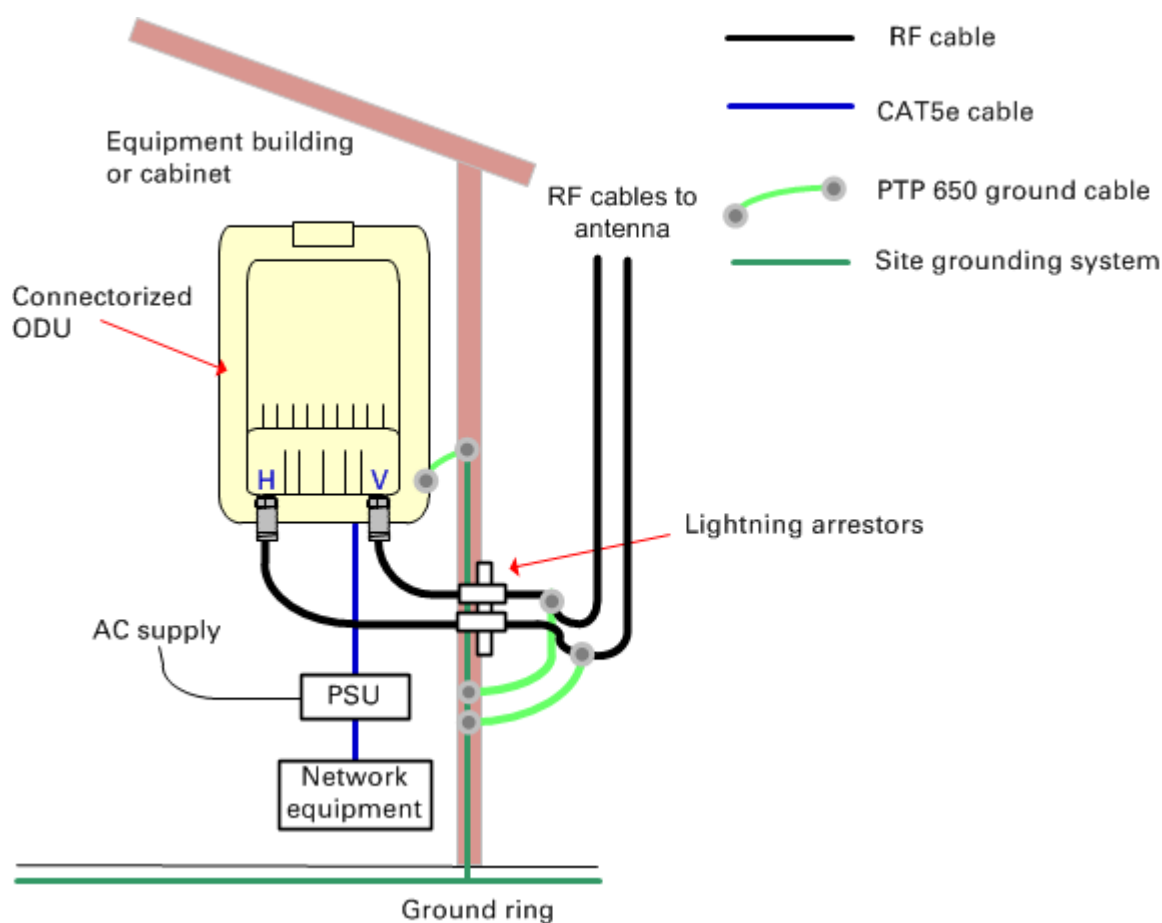 RF cable
CAT5e cable
PTP 650 ground cable
Site grounding system
Equipment building
or cabinet
RF cables to
antenna
Connectorized
ODU
H
V
Lightning arrestors
AC supply
PSU
Network
equipment
Ground ring